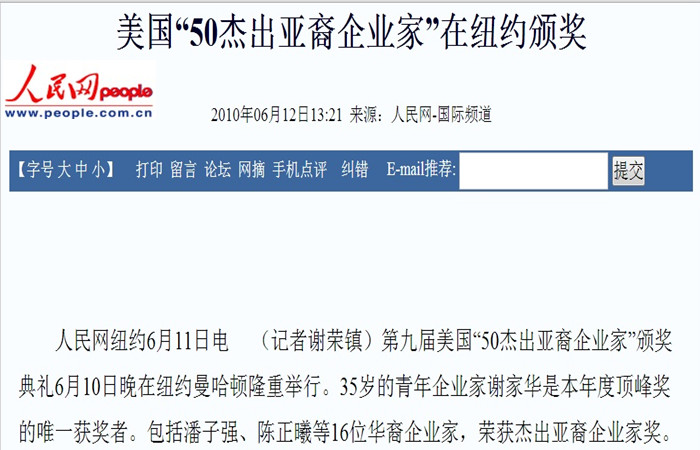 美国“50杰出亚裔企业家”在纽约颁奖
人民网people
www.people.com.cn
2010年06月12日13:21 来源：人民网-国际频道
【字号 大 中 小】 打印 留言 论坛 网摘 手机点评 纠错 E-mail推荐: 提交
人民网纽约6月11日电 （记者谢荣镇）第九届美国“50杰出亚裔企业家”颁奖
典礼6月10日晚在纽约曼哈顿隆重举行。35岁的青年企业家谢家华是本年度顶峰奖
的唯一获奖者。包括潘子强、陈正曦等16位华裔企业家，荣获杰出亚裔企业家奖。